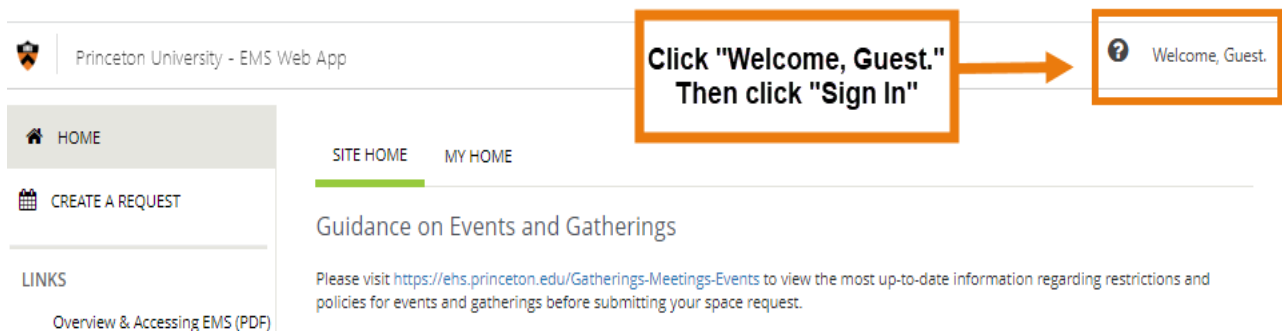 Princeton University - EMS Web App
Click "Welcome, Guest."
Then click "Sign In"
Welcome, Guest.
HOME
CREATE A REQUEST
LINKS
Overview & Accessing EMS (PDF)
SITE HOME MY HOME
Guidance on Events and Gatherings
Please visit https://ehs.princeton.edu/Gatherings-Meetings-Events to view the most up-to-date information regarding restrictions and
policies for events and gatherings before submitting your space request.